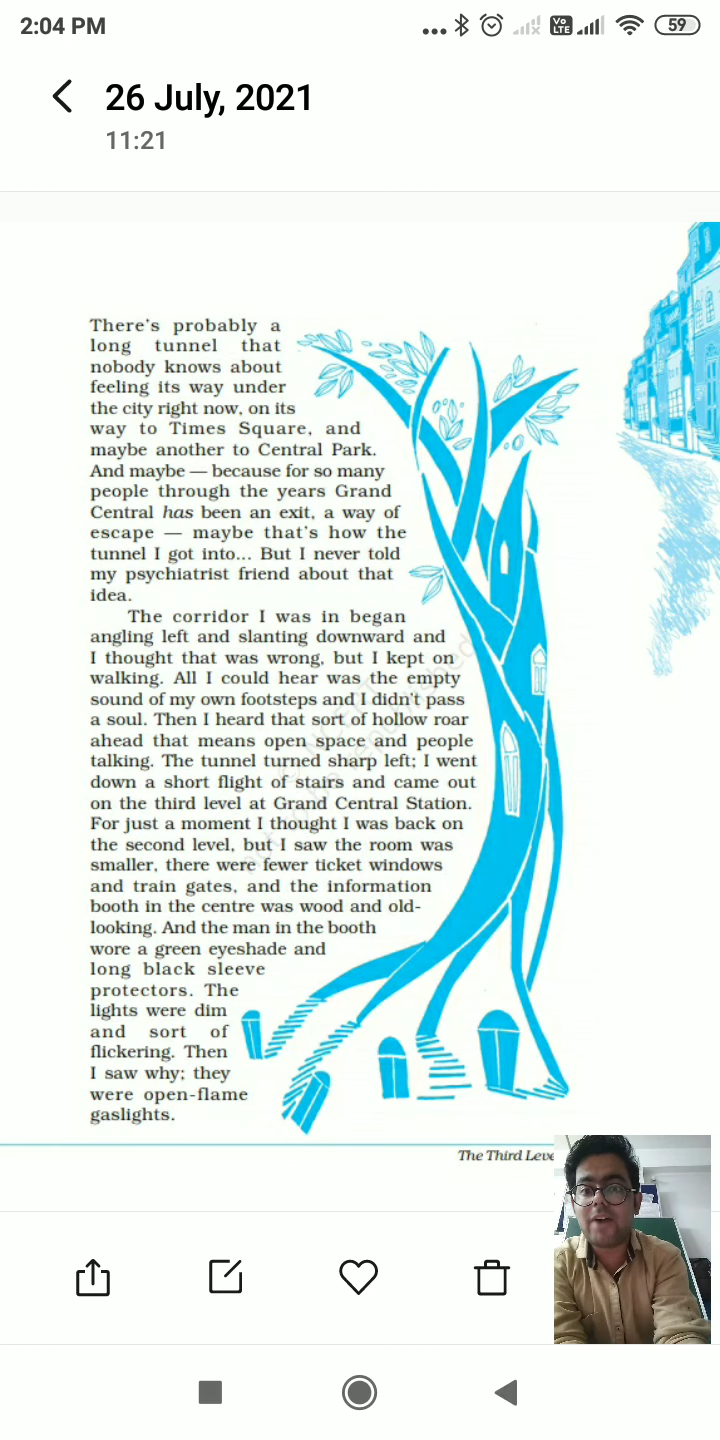 2:04 PM
Vo
LTE
59
26 July, 2021
11:21
There's probably a
long tunnel that
nobody knows about
feeling its way under
the city right now, on its
way to Times Square, and
maybe another to Central Park.
And maybe — because for so many
people through the years Grand
Central has been an exit, a way of
escape — maybe that's how the
tunnel I got into... But I never told
my psychiatrist friend about that
idea.
The corridor I was in began
angling left and slanting downward and
I thought that was wrong, but I kept on
walking. All I could hear was the empty
sound of my own footsteps and I didn't pass
a soul. Then I heard that sort of hollow roar
ahead that means open space and people
talking. The tunnel turned sharp left; I went
down a short flight of stairs and came out
on the third level at Grand Central Station.
For just a moment I thought I was back on
the second level, but I saw the room was
smaller, there were fewer ticket windows
and train gates, and the information
booth in the centre was wood and old-
looking. And the man in the booth
wore a green eyeshade and
long black sleeve
protectors. The
lights were dim
and sort of
flickering. Then
I saw why; they
were open-flame
gaslights.
The Third Leve